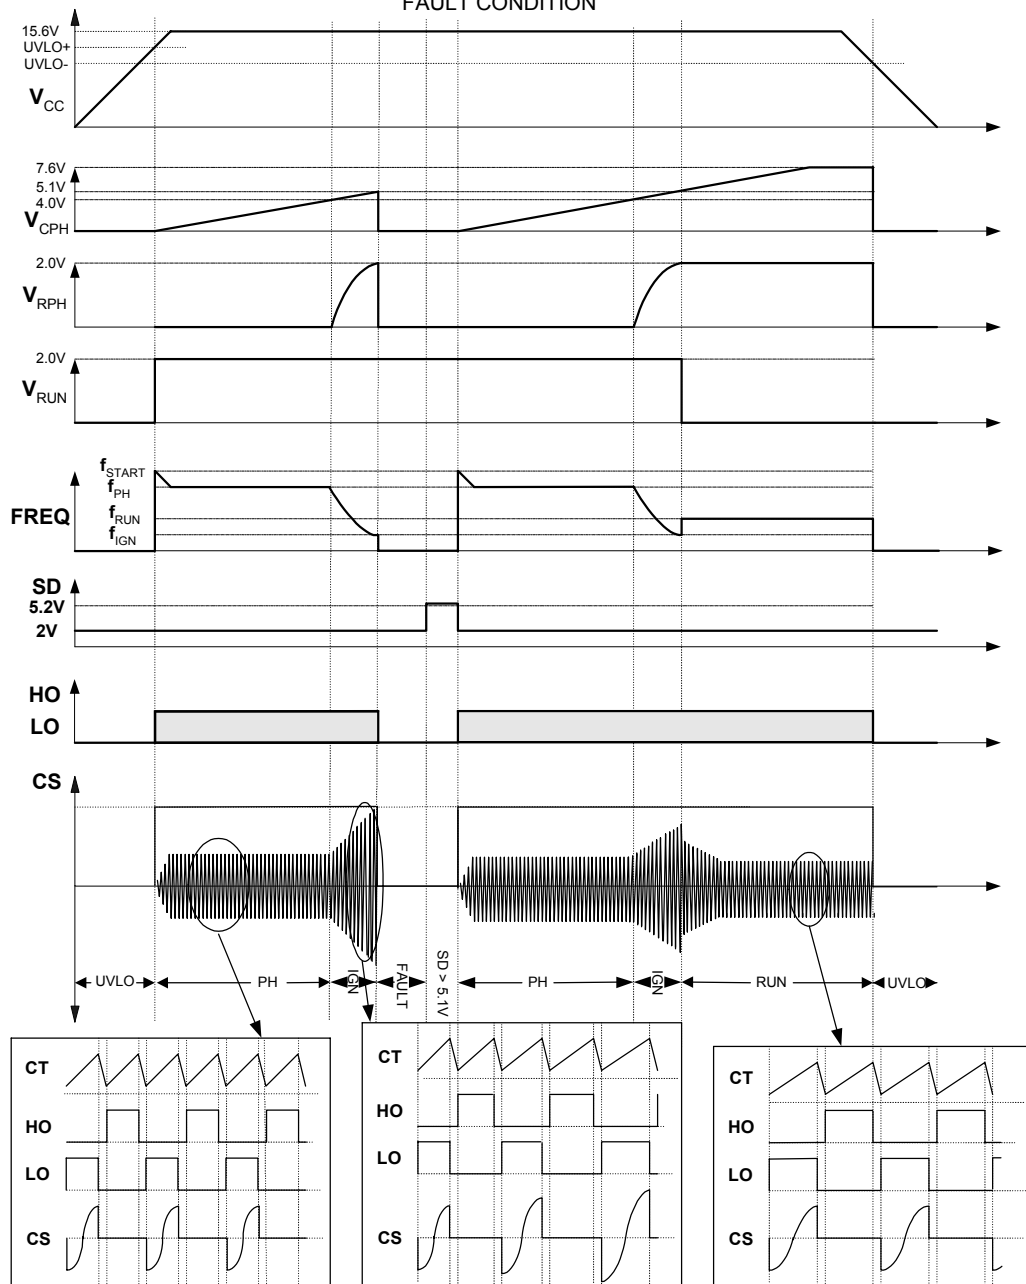 FAULT CONDITION
15.6V
UVLO+
UVLO-
VCC
7.6V
5.1V
4.0V
VCPH
2.0V
VRPH
2.0V
VRUN
fSTART
fPH
FREQ
fRUN
fIGN
SD
5.2V
2V
HO
LO
CS
UVLO
PH
IGN
FAULT
SD > 5.1V
PH
IGN
RUN
UVLO
CT
HO
LO
CS
CT
HO
LO
CS
CT
HO
LO
CS